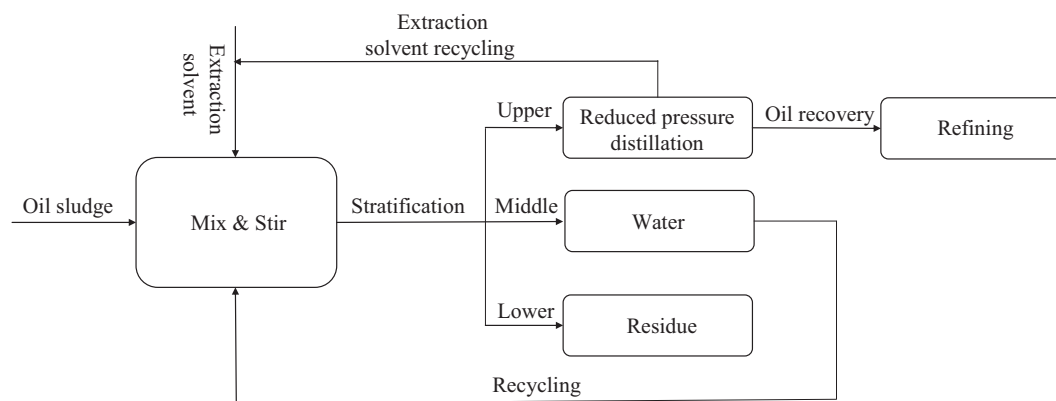 Extraction
solvent recycling
Extraction
solvent
Upper
Reduced pressure
distillation
Oil recovery
Refining
Oil sludge
Mix & Stir
Stratification
Middle
Water
Lower
Residue
Recycling